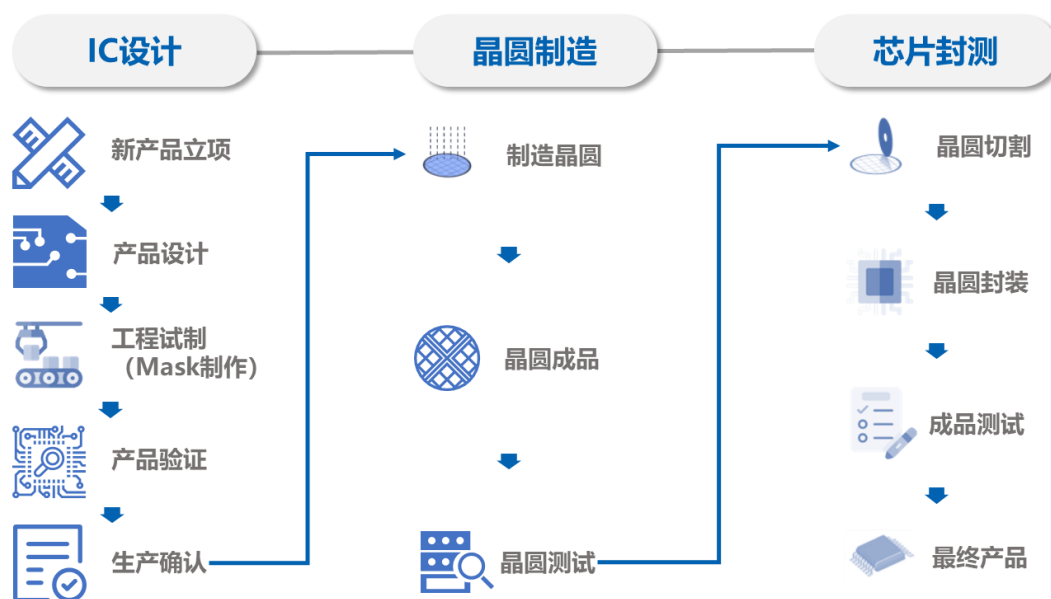 IC设计
晶圆制造
芯片封测
新产品立项
产品设计
工程试制
（Mask制作）
产品验证
生产确认
制造晶圆
晶圆成品
晶圆测试
晶圆切割
晶圆封装
成品测试
最终产品